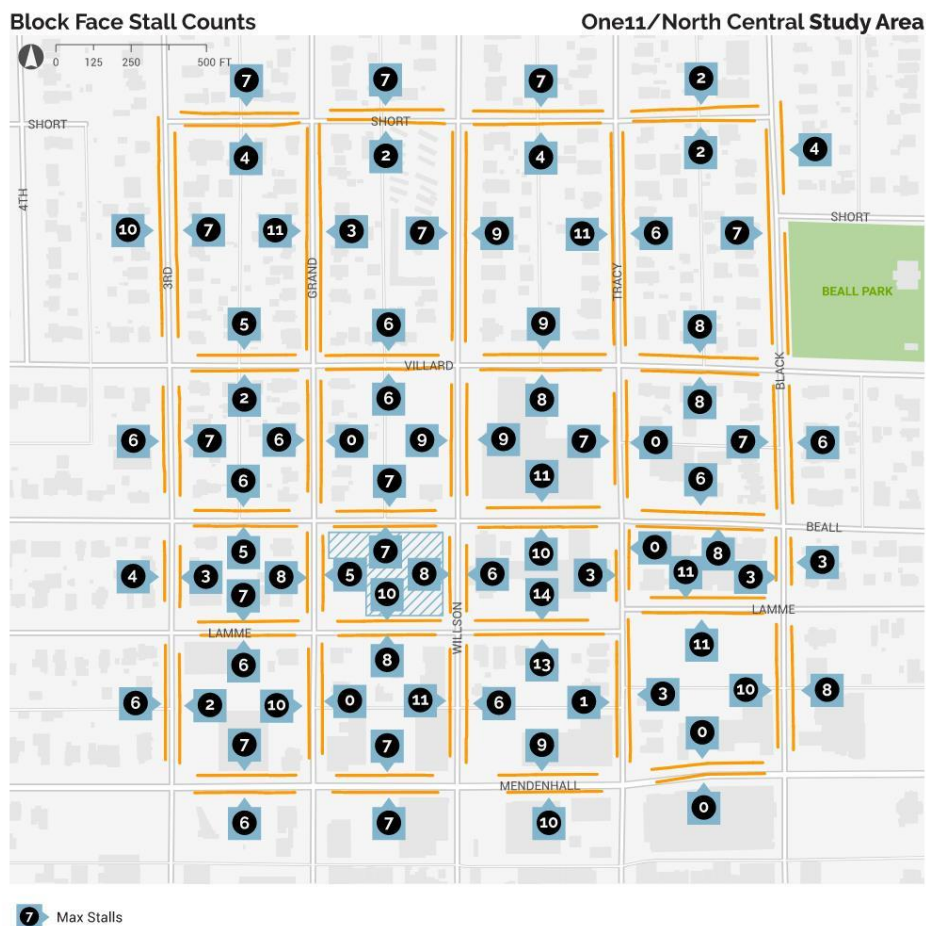 Block Face Stall Counts
One11/North Central Study Area
0 125 250 500 FT
7 7 7 2
SHORT SHORT
4 2 4 2 4
4TH
SHORT
10 7 11 3 7 9 11 6 7
3RD GRAND TRACY
BEALL PARK
5 6 9 8
VILLARD
BLACK
2 6 8 8
6 7 6 0 9 9 7 0 7 6
6 7 11 6
BEALL
5 7 10 0 8
4 3 8 5 8 6 3 11 3 3
7 10 14
WILLSON
LAMME LAMME
6 8 13 11
6 2 10 0 11 6 1 3 10 8
7 7 9 0
MENDENHALL
6 7 10 0
7 Max Stalls